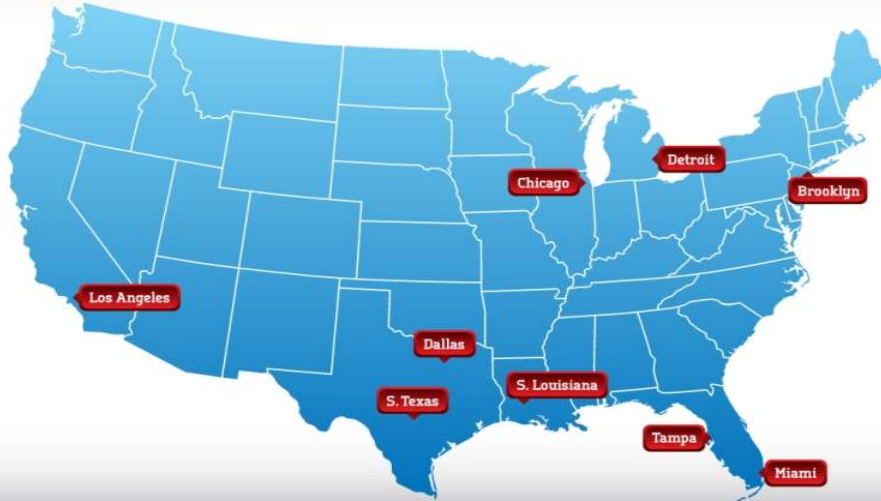 Detroit
Chicago
Brooklyn
Los Angeles
Dallas
S. Louisiana
S. Texas
Tampa
Miami